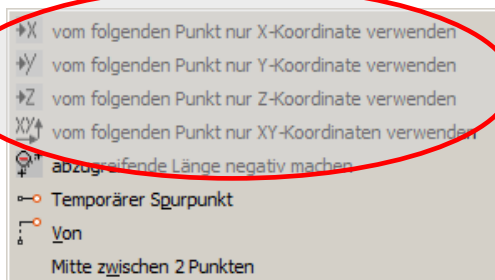 →X vom folgenden Punkt nur X-Koordinate verwenden
→Y vom folgenden Punkt nur Y-Koordinate verwenden
→Z vom folgenden Punkt nur Z-Koordinate verwenden
XY vom folgenden Punkt nur XY-Koordinaten verwenden
abzugreifende Länge negativ machen
Temporärer Spurpunkt
Von
Mitte zwischen 2 Punkten